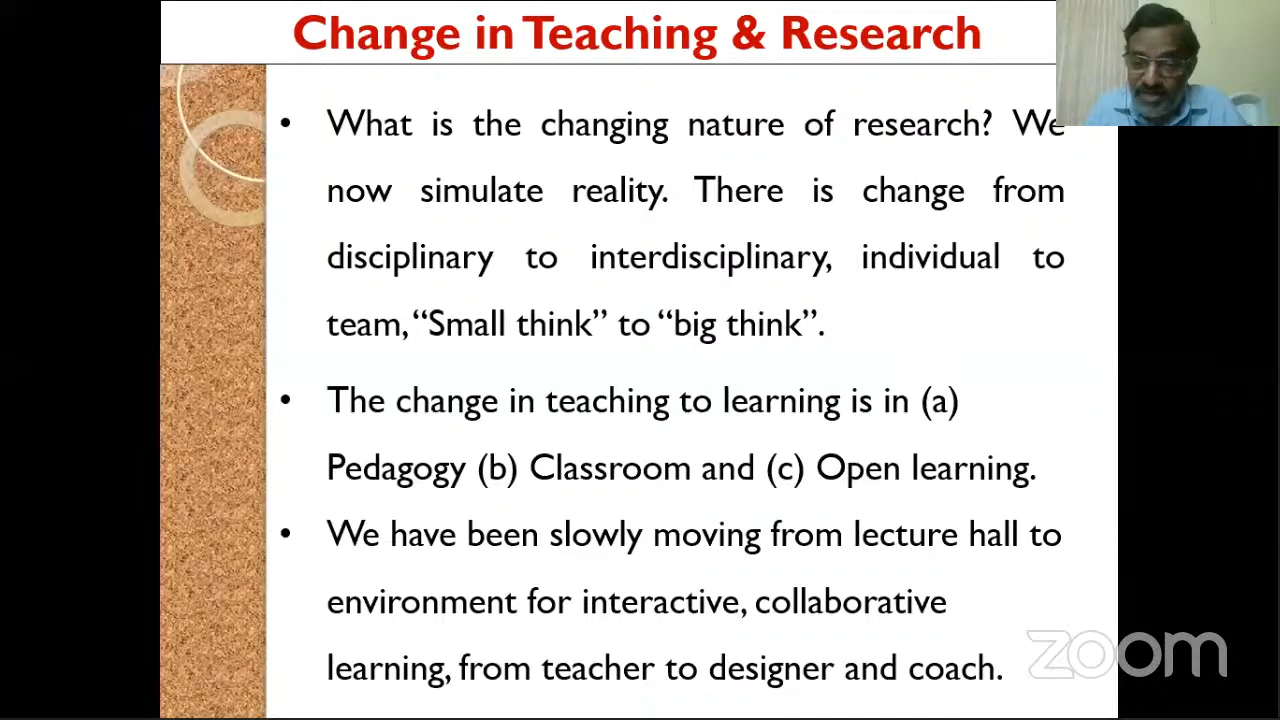 Change in Teaching & Research
• What is the changing nature of research? We
now simulate reality. There is change from
disciplinary to interdisciplinary, individual to
team, “Small think” to “big think”.
• The change in teaching to learning is in (a)
Pedagogy (b) Classroom and (c) Open learning.
• We have been slowly moving from lecture hall to
environment for interactive, collaborative
learning, from teacher to designer and coach.
zoom